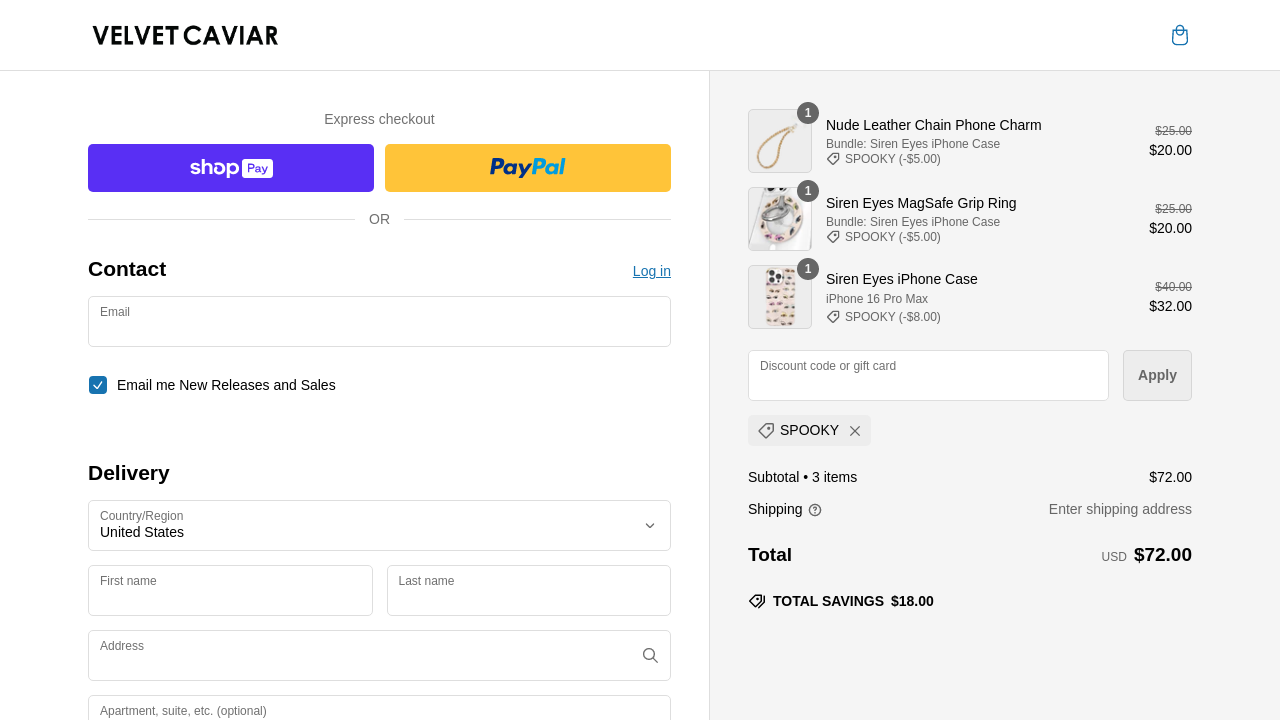 VELVET CAVIAR
Express checkout
shop Pay
PayPal
OR
Contact
Log in
Email
Email me New Releases and Sales
Delivery
Country/Region
United States
First name
Last name
Address
Apartment, suite, etc. (optional)
1
Nude Leather Chain Phone Charm
Bundle: Siren Eyes iPhone Case
SPOOKY (-$5.00)
$25.00
$20.00
1
Siren Eyes MagSafe Grip Ring
Bundle: Siren Eyes iPhone Case
SPOOKY (-$5.00)
$25.00
$20.00
1
Siren Eyes iPhone Case
iPhone 16 Pro Max
SPOOKY (-$8.00)
$40.00
$32.00
Discount code or gift card
Apply
SPOOKY
Subtotal • 3 items $72.00
Shipping Enter shipping address
Total USD $72.00
TOTAL SAVINGS $18.00